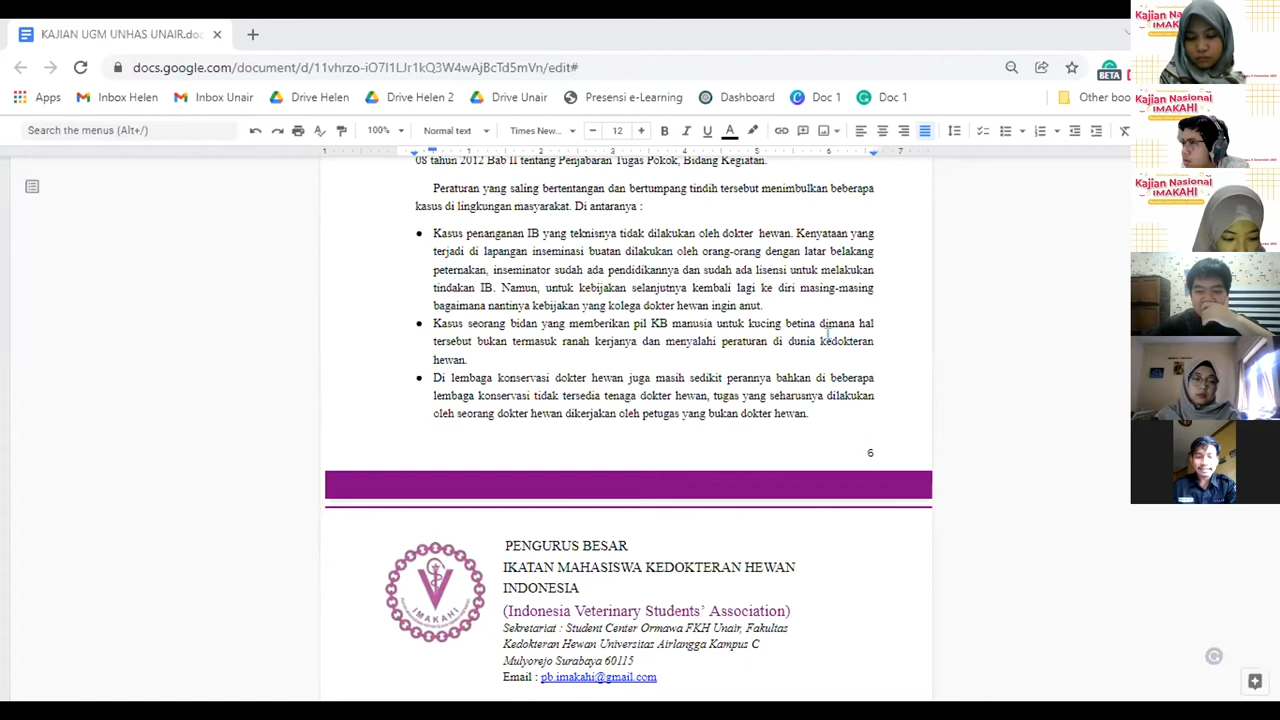 KAJIAN UGM UNHAS UNAIR.doc
docs.google.com/document/d/11vhrzo-iO7l1LJr1kQ3W4wAjBcTd5mVn/edit#
BETA
Apps Inbox Helen Inbox Unair Drive Helen Drive Helen 2 Drive Unair Presensi e-Learning Dashboard Doc 1 Doc 1 Other boo
Search the menus (Alt+/) 100% Normal text Times New... 12
08 tahun 2012 Bab II tentang Penjabaran Tugas Pokok, Bidang Kegiatan.
Peraturan yang saling bertentangan dan bertumpang tindih tersebut menimbulkan beberapa
kasus di lingkungan masyarakat. Di antaranya :
● Kasus penanganan IB yang teknisnya tidak dilakukan oleh dokter hewan. Kenyataan yang
terjadi di lapangan inseminasi buatan dilakukan oleh orang-orang dengan latar belakang
peternakan, inseminator sudah ada pendidikannya dan sudah ada lisensi untuk melakukan
tindakan IB. Namun, untuk kebijakan selanjutnya kembali lagi ke diri masing-masing
bagaimana nantinya kebijakan yang kolega dokter hewan ingin anut.
● Kasus seorang bidan yang memberikan pil KB manusia untuk kucing betina dimana hal
tersebut bukan termasuk ranah kerjanya dan menyalahi peraturan di dunia kedokteran
hewan.
● Di lembaga konservasi dokter hewan juga masih sedikit perannya bahkan di beberapa
lembaga konservasi tidak tersedia tenaga dokter hewan, tugas yang seharusnya dilakukan
oleh seorang dokter hewan dikerjakan oleh petugas yang bukan dokter hewan.
6
IMAKAHI
PENGURUS BESAR
IKATAN MAHASISWA KEDOKTERAN HEWAN
INDONESIA
(Indonesia Veterinary Students' Association)
Sekretariat : Student Center Ormawa FKH Unair, Fakultas
Kedokteran Hewan Universitas Airlangga Kampus C
Mulyorejo Surabaya 60115
Email : pb.imakahi@gmail.com
Kajian Na
IMAK
Kajian Nasional
IMAKAHI
Kajian Nasional
IMAKAHI